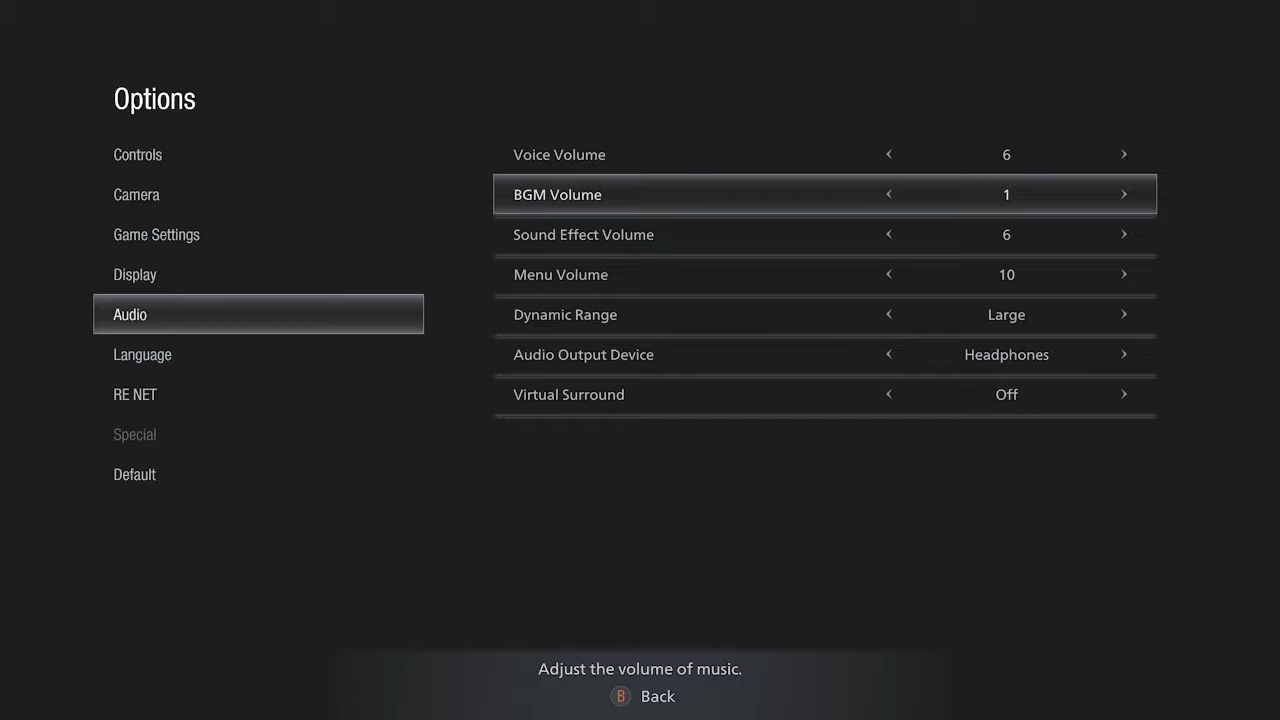 Options
Controls
Camera
Game Settings
Display
Audio
Language
RE NET
Special
Default
Voice Volume < 6 >
BGM Volume < 1 >
Sound Effect Volume < 6 >
Menu Volume < 10 >
Dynamic Range < Large >
Audio Output Device < Headphones >
Virtual Surround < Off >
Adjust the volume of music.
B Back